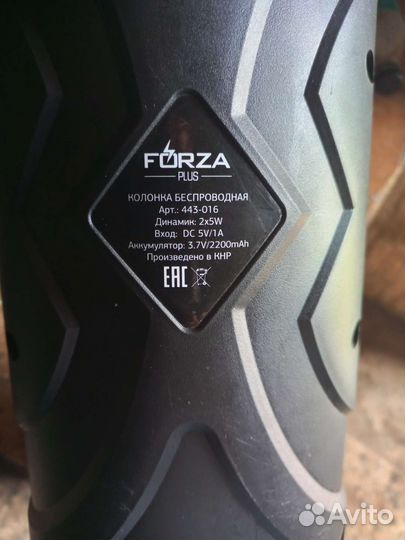 FORZA
PLUS
КОЛОНКА БЕСПРОВОДНАЯ
Арт.: 443-016
Динамик: 2x5W
Вход: DC 5V/1A
Аккумулятор: 3.7V/2200mAh
Произведено в КНР
EAC
Avito